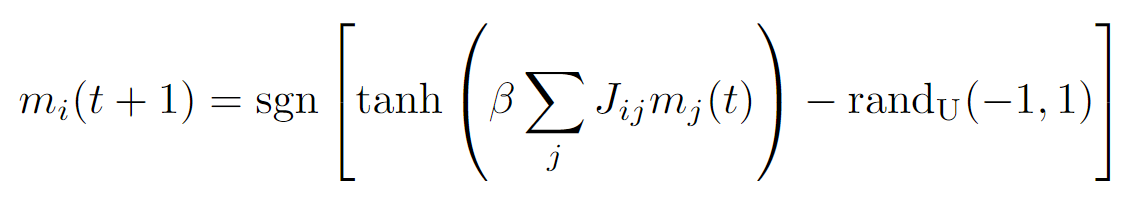 m_i(t + 1) = sgn [ tanh ( β ∑_j J_{ij} m_j(t) ) − rand_U(−1, 1) ]